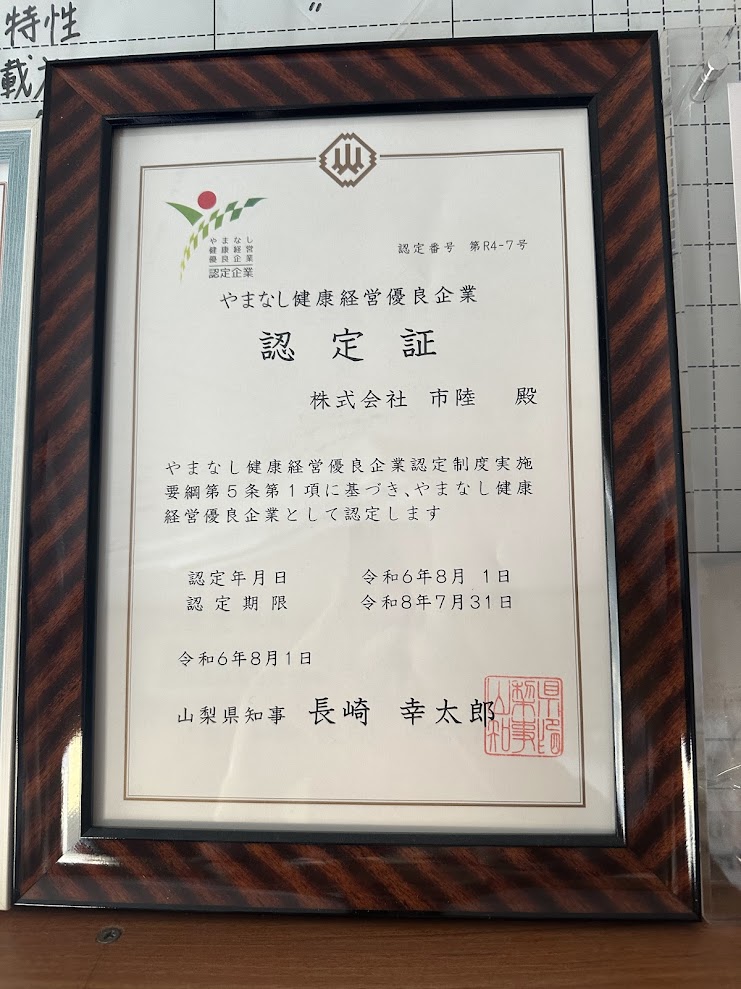 特性
載
〃
やまなし
健康経営
優良企業
認定企業
認定番号 第R4-7号
やまなし健康経営優良企業
認定証
株式会社 市陸 殿
やまなし健康経営優良企業認定制度実施
要綱第5条第1項に基づき、やまなし健康
経営優良企業として認定します
認定年月日 令和6年8月 1日
認定期限 令和8年7月31日
令和6年8月1日
山梨県知事 長崎 幸太郎